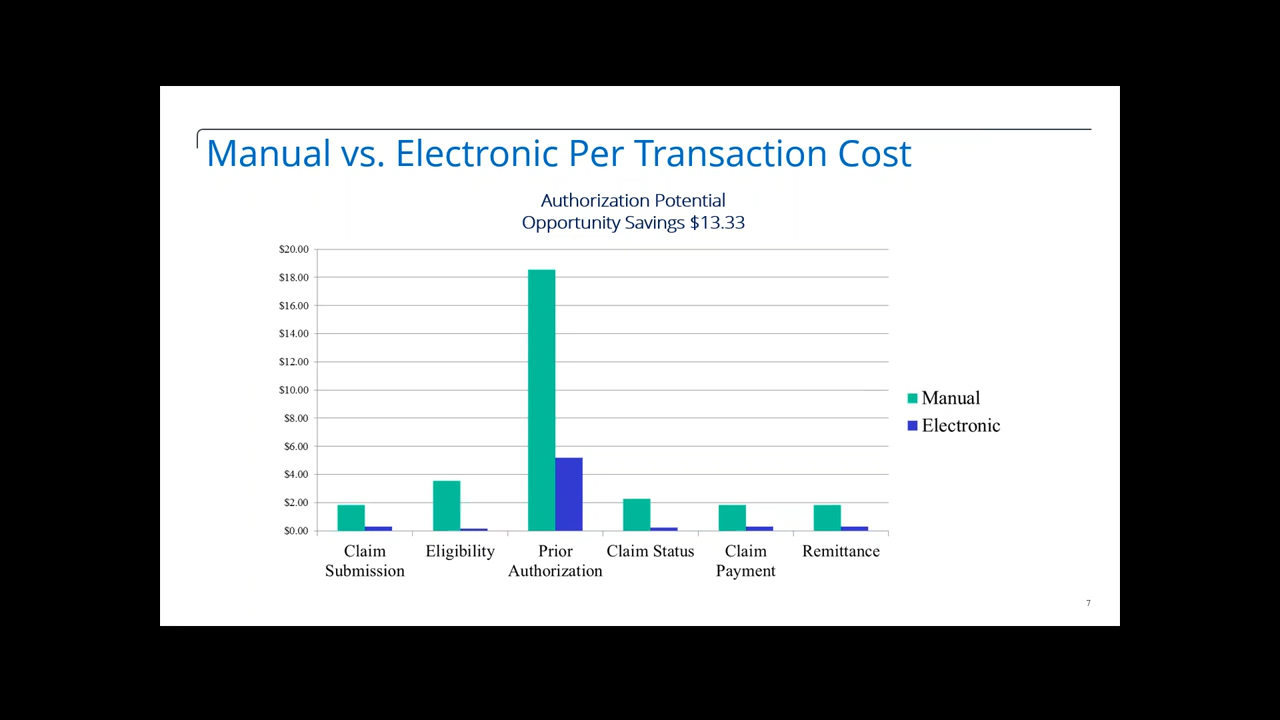 Manual vs. Electronic Per Transaction Cost
Authorization Potential
Opportunity Savings $13.33
$20.00
$18.00
$16.00
$14.00
$12.00
$10.00
$8.00
$6.00
$4.00
$2.00
$0.00
Manual
Electronic
Claim
Submission
Eligibility
Prior
Authorization
Claim Status
Claim
Payment
Remittance
7